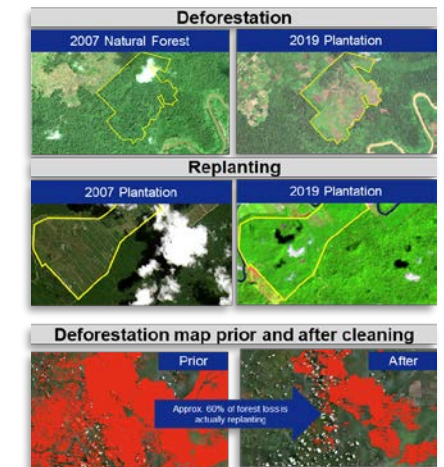 Deforestation
2007 Natural Forest
2019 Plantation
Replanting
2007 Plantation
2019 Plantation
Deforestation map prior and after cleaning
Prior
After
Approx. 60% of forest loss is
actually replanting